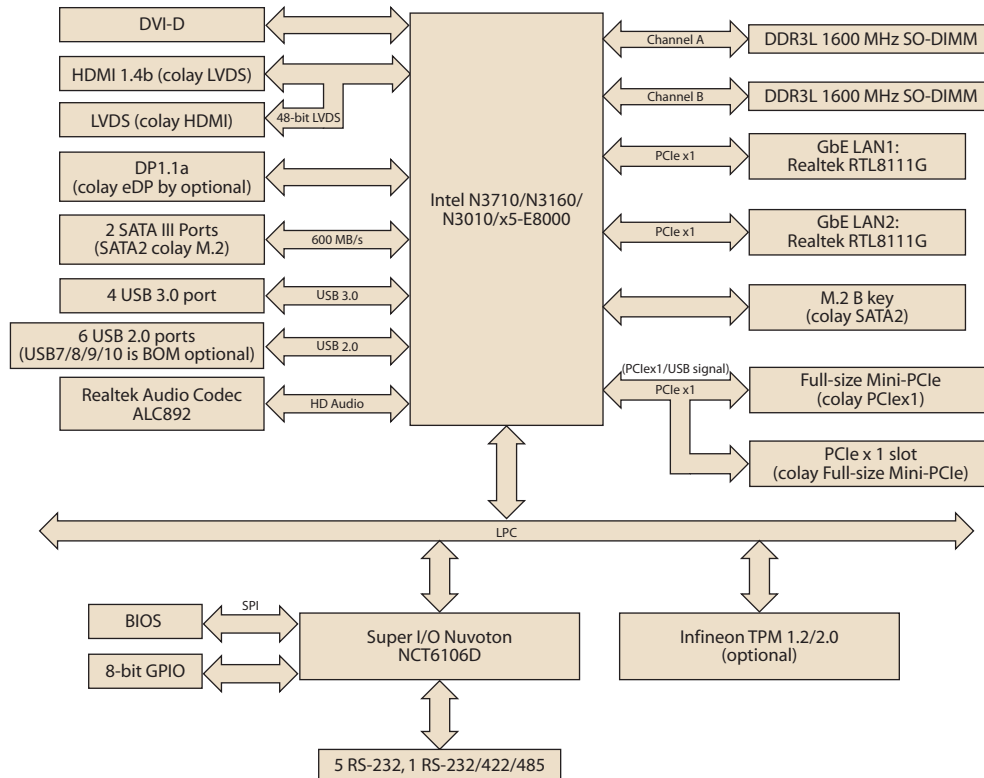 DVI-D
HDMI 1.4b (colay LVDS)
LVDS (colay HDMI)
48-bit LVDS
DP1.1a
(colay eDP by optional)
2 SATA III Ports
(SATA2 colay M.2)
600 MB/s
4 USB 3.0 port
USB 3.0
6 USB 2.0 ports
(USB7/8/9/10 is BOM optional)
USB 2.0
Realtek Audio Codec
ALC892
HD Audio
Intel N3710/N3160/
N3010/x5-E8000
Channel A
DDR3L 1600 MHz SO-DIMM
Channel B
DDR3L 1600 MHz SO-DIMM
PCIe x1
GbE LAN1:
Realtek RTL8111G
PCIe x1
GbE LAN2:
Realtek RTL8111G
M.2 B key
(colay SATA2)
(PCIex1/USB signal)
PCIe x1
Full-size Mini-PCIe
(colay PCIex1)
PCIe x 1 slot
(colay Full-size Mini-PCIe)
LPC
BIOS
SPI
8-bit GPIO
Super I/O Nuvoton
NCT6106D
Infineon TPM 1.2/2.0
(optional)
5 RS-232, 1 RS-232/422/485